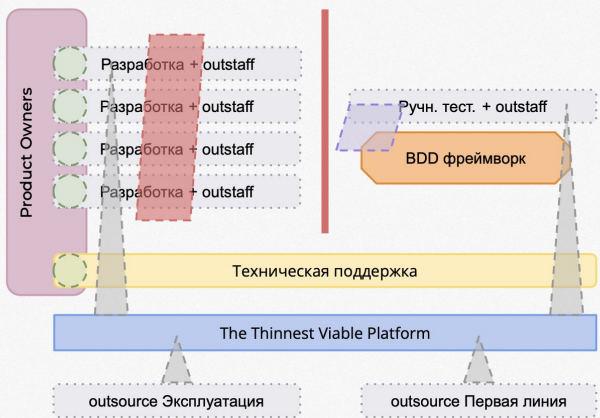 Product Owners
Разработка + outstaff
Разработка + outstaff
Разработка + outstaff
Разработка + outstaff
Ручн. тест. + outstaff
BDD фреймворк
Техническая поддержка
The Thinnest Viable Platform
outsource Эксплуатация
outsource Первая линия